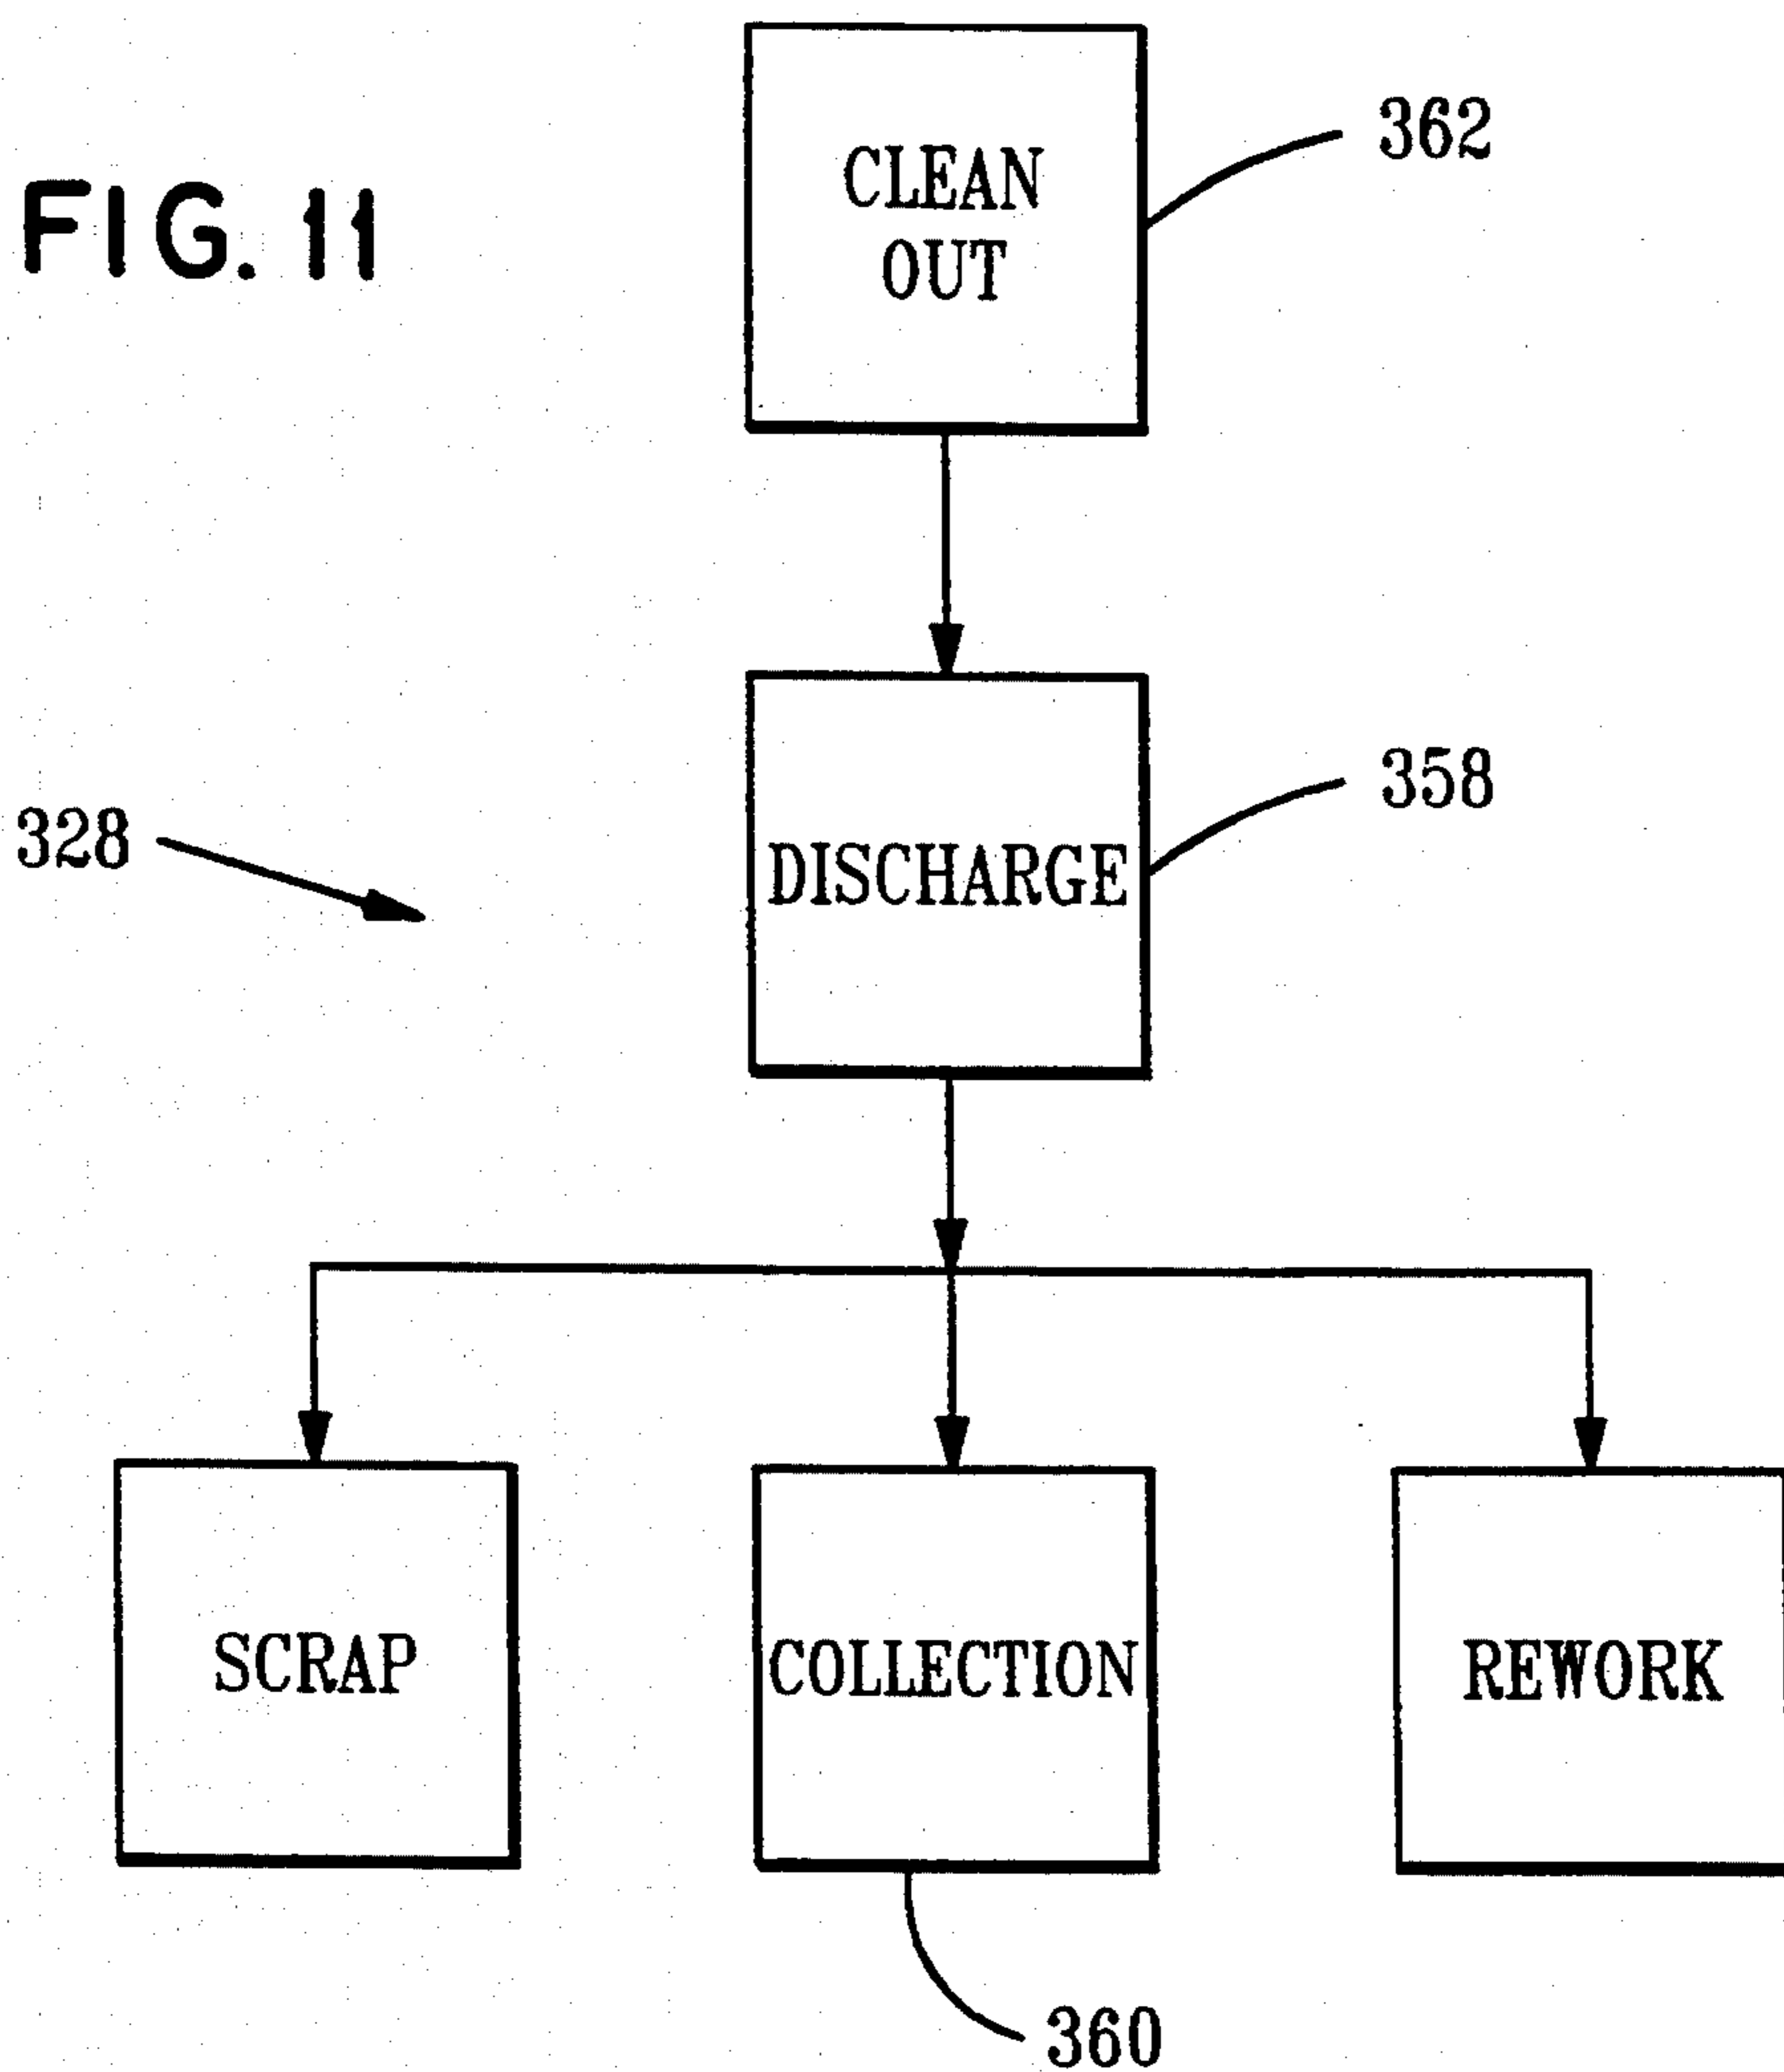 FIG. 11
CLEAN
OUT
362
DISCHARGE
358
328
SCRAP
COLLECTION
REWORK
360